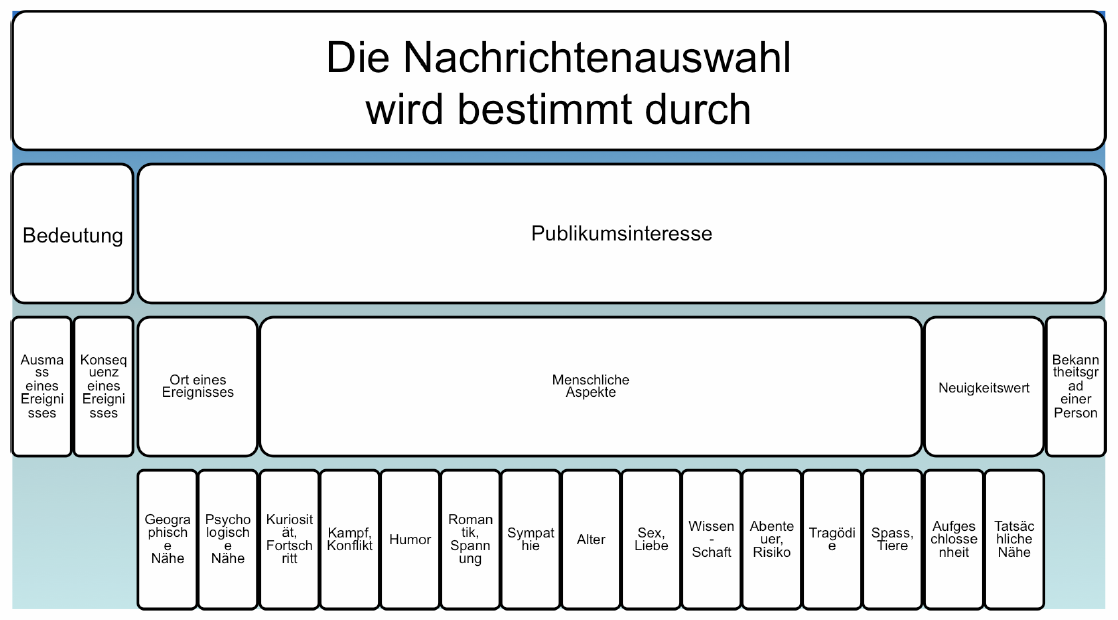 Die Nachrichtenauswahl
wird bestimmt durch
Bedeutung
Publikumsinteresse
Ausma
ss
eines
Ereigni
sses
Konseq
uenz
eines
Ereigni
sses
Ort eines
Ereignisses
Menschliche
Aspekte
Neuigkeitswert
Bekann
theitsgr
ad
einer
Person
Geogra
phisch
e
Nähe
Psycho
logisch
e
Nähe
Kuriosit
ät,
Fortsch
ritt
Kampf,
Konflikt
Humor
Roman
tik,
Spann
ung
Sympat
hie
Alter
Sex,
Liebe
Wissen
-
Schaft
Abente
uer,
Risiko
Tragödi
e
Spass,
Tiere
Aufges
chlosse
nheit
Tatsäc
hliche
Nähe